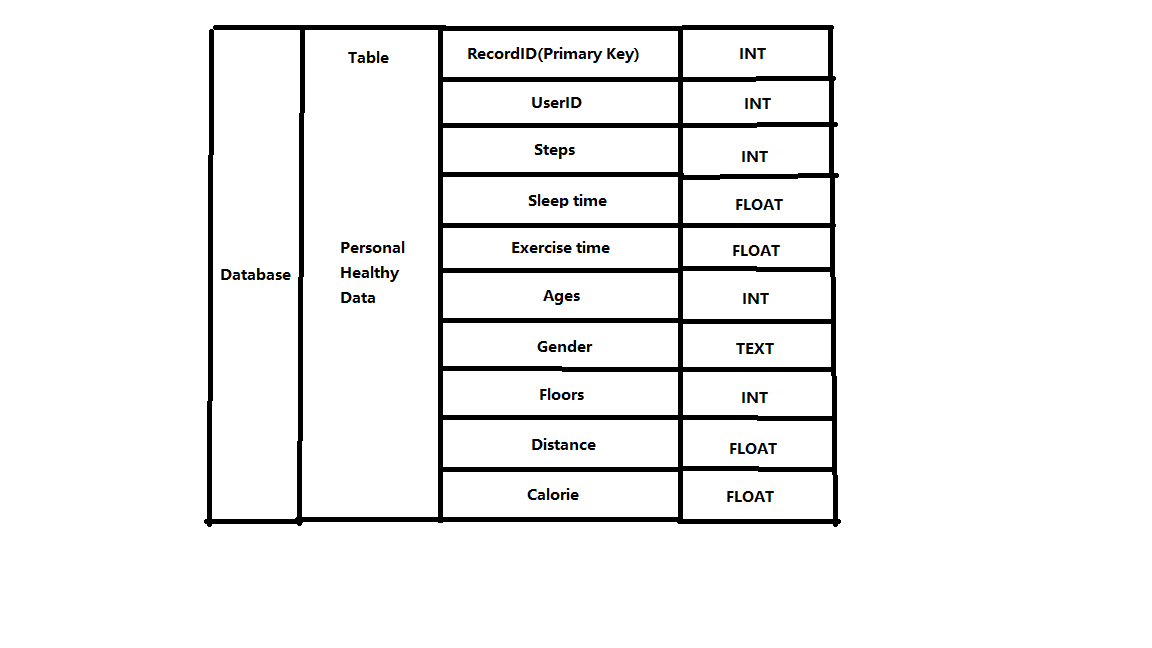 Table
RecordID(Primary Key)
INT
UserID
INT
Steps
INT
Sleep time
FLOAT
Database
Personal
Healthy
Data
Exercise time
FLOAT
Ages
INT
Gender
TEXT
Floors
INT
Distance
FLOAT
Calorie
FLOAT